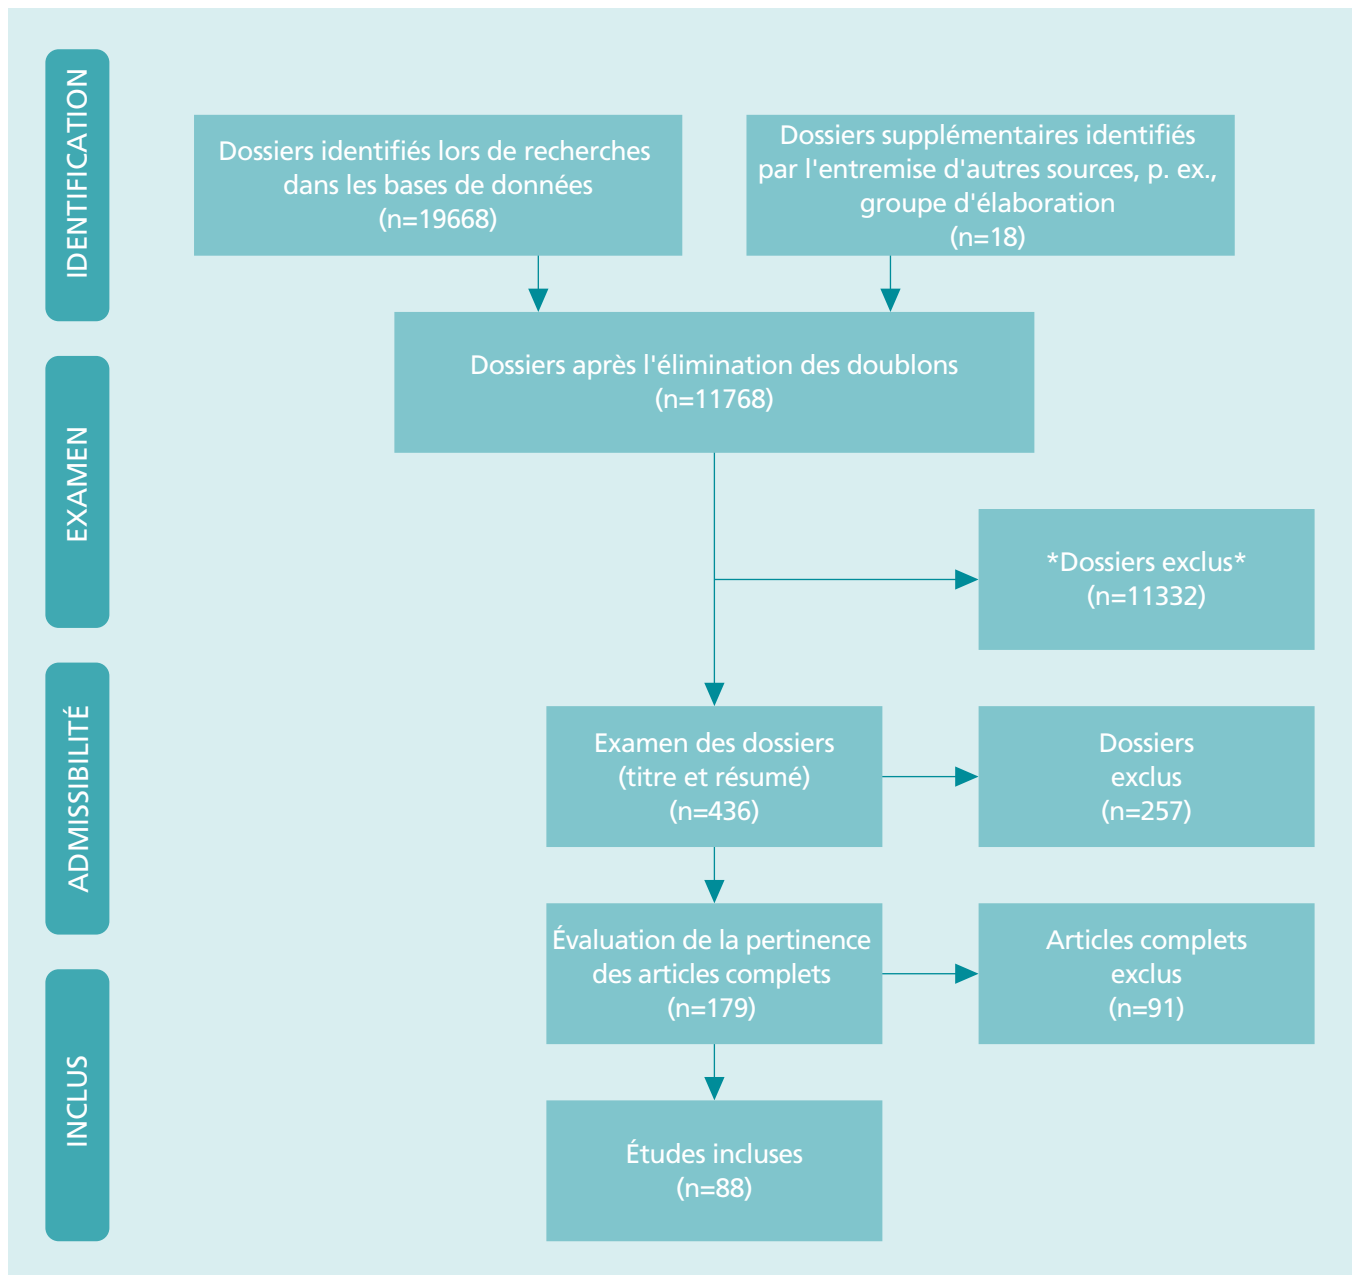 IDENTIFICATION
Dossiers identifiés lors de recherches
dans les bases de données
(n=19668)
Dossiers supplémentaires identifiés
par l'entremise d'autres sources, p. ex.,
groupe d'élaboration
(n=18)
Dossiers après l'élimination des doublons
(n=11768)
EXAMEN
*Dossiers exclus*
(n=11332)
ADMISSIBILITÉ
Examen des dossiers
(titre et résumé)
(n=436)
Dossiers
exclus
(n=257)
Évaluation de la pertinence
des articles complets
(n=179)
Articles complets
exclus
(n=91)
INCLUS
Études incluses
(n=88)